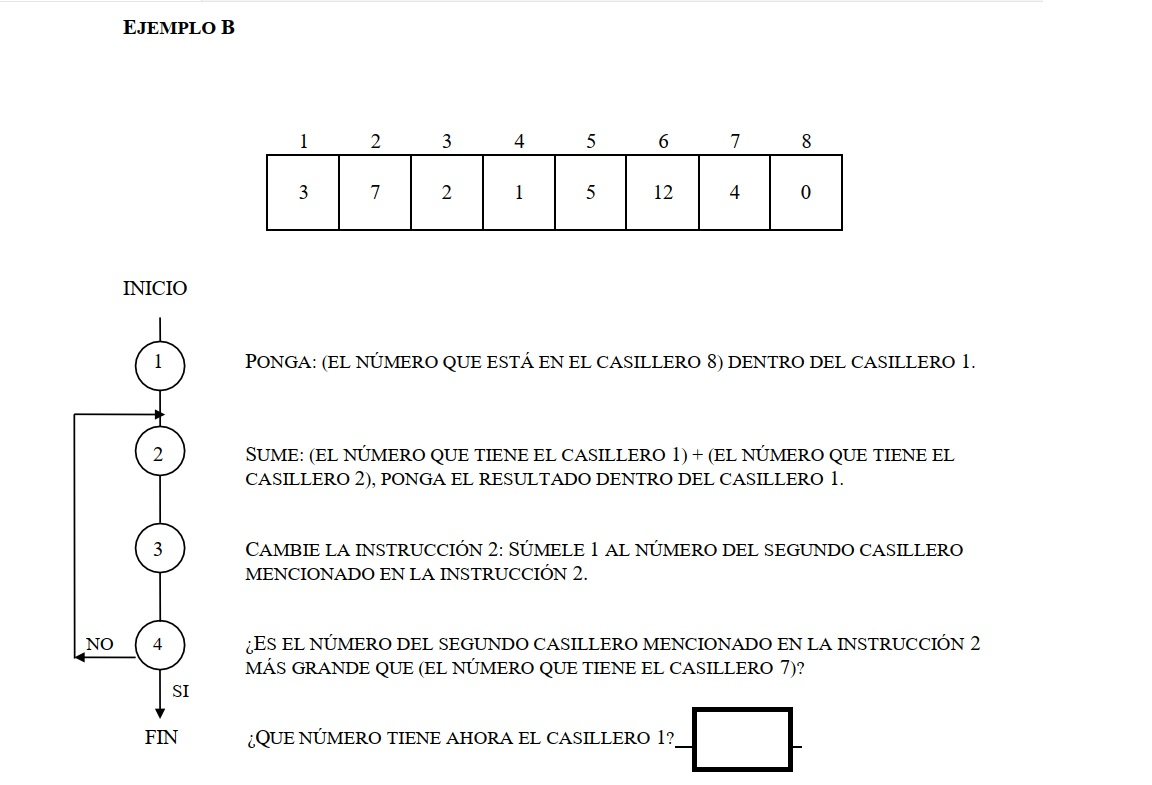 EJEMPLO B
1 2 3 4 5 6 7 8
3 7 2 1 5 12 4 0
INICIO
1 PONGA: (EL NÚMERO QUE ESTÁ EN EL CASILLERO 8) DENTRO DEL CASILLERO 1.
2 SUME: (EL NÚMERO QUE TIENE EL CASILLERO 1) + (EL NÚMERO QUE TIENE EL
CASILLERO 2), PONGA EL RESULTADO DENTRO DEL CASILLERO 1.
3 CAMBIE LA INSTRUCCIÓN 2: SÚMELE 1 AL NÚMERO DEL SEGUNDO CASILLERO
MENCIONADO EN LA INSTRUCCIÓN 2.
NO 4 ¿ES EL NÚMERO DEL SEGUNDO CASILLERO MENCIONADO EN LA INSTRUCCIÓN 2
MÁS GRANDE QUE (EL NÚMERO QUE TIENE EL CASILLERO 7)?
SI
FIN ¿QUE NÚMERO TIENE AHORA EL CASILLERO 1?